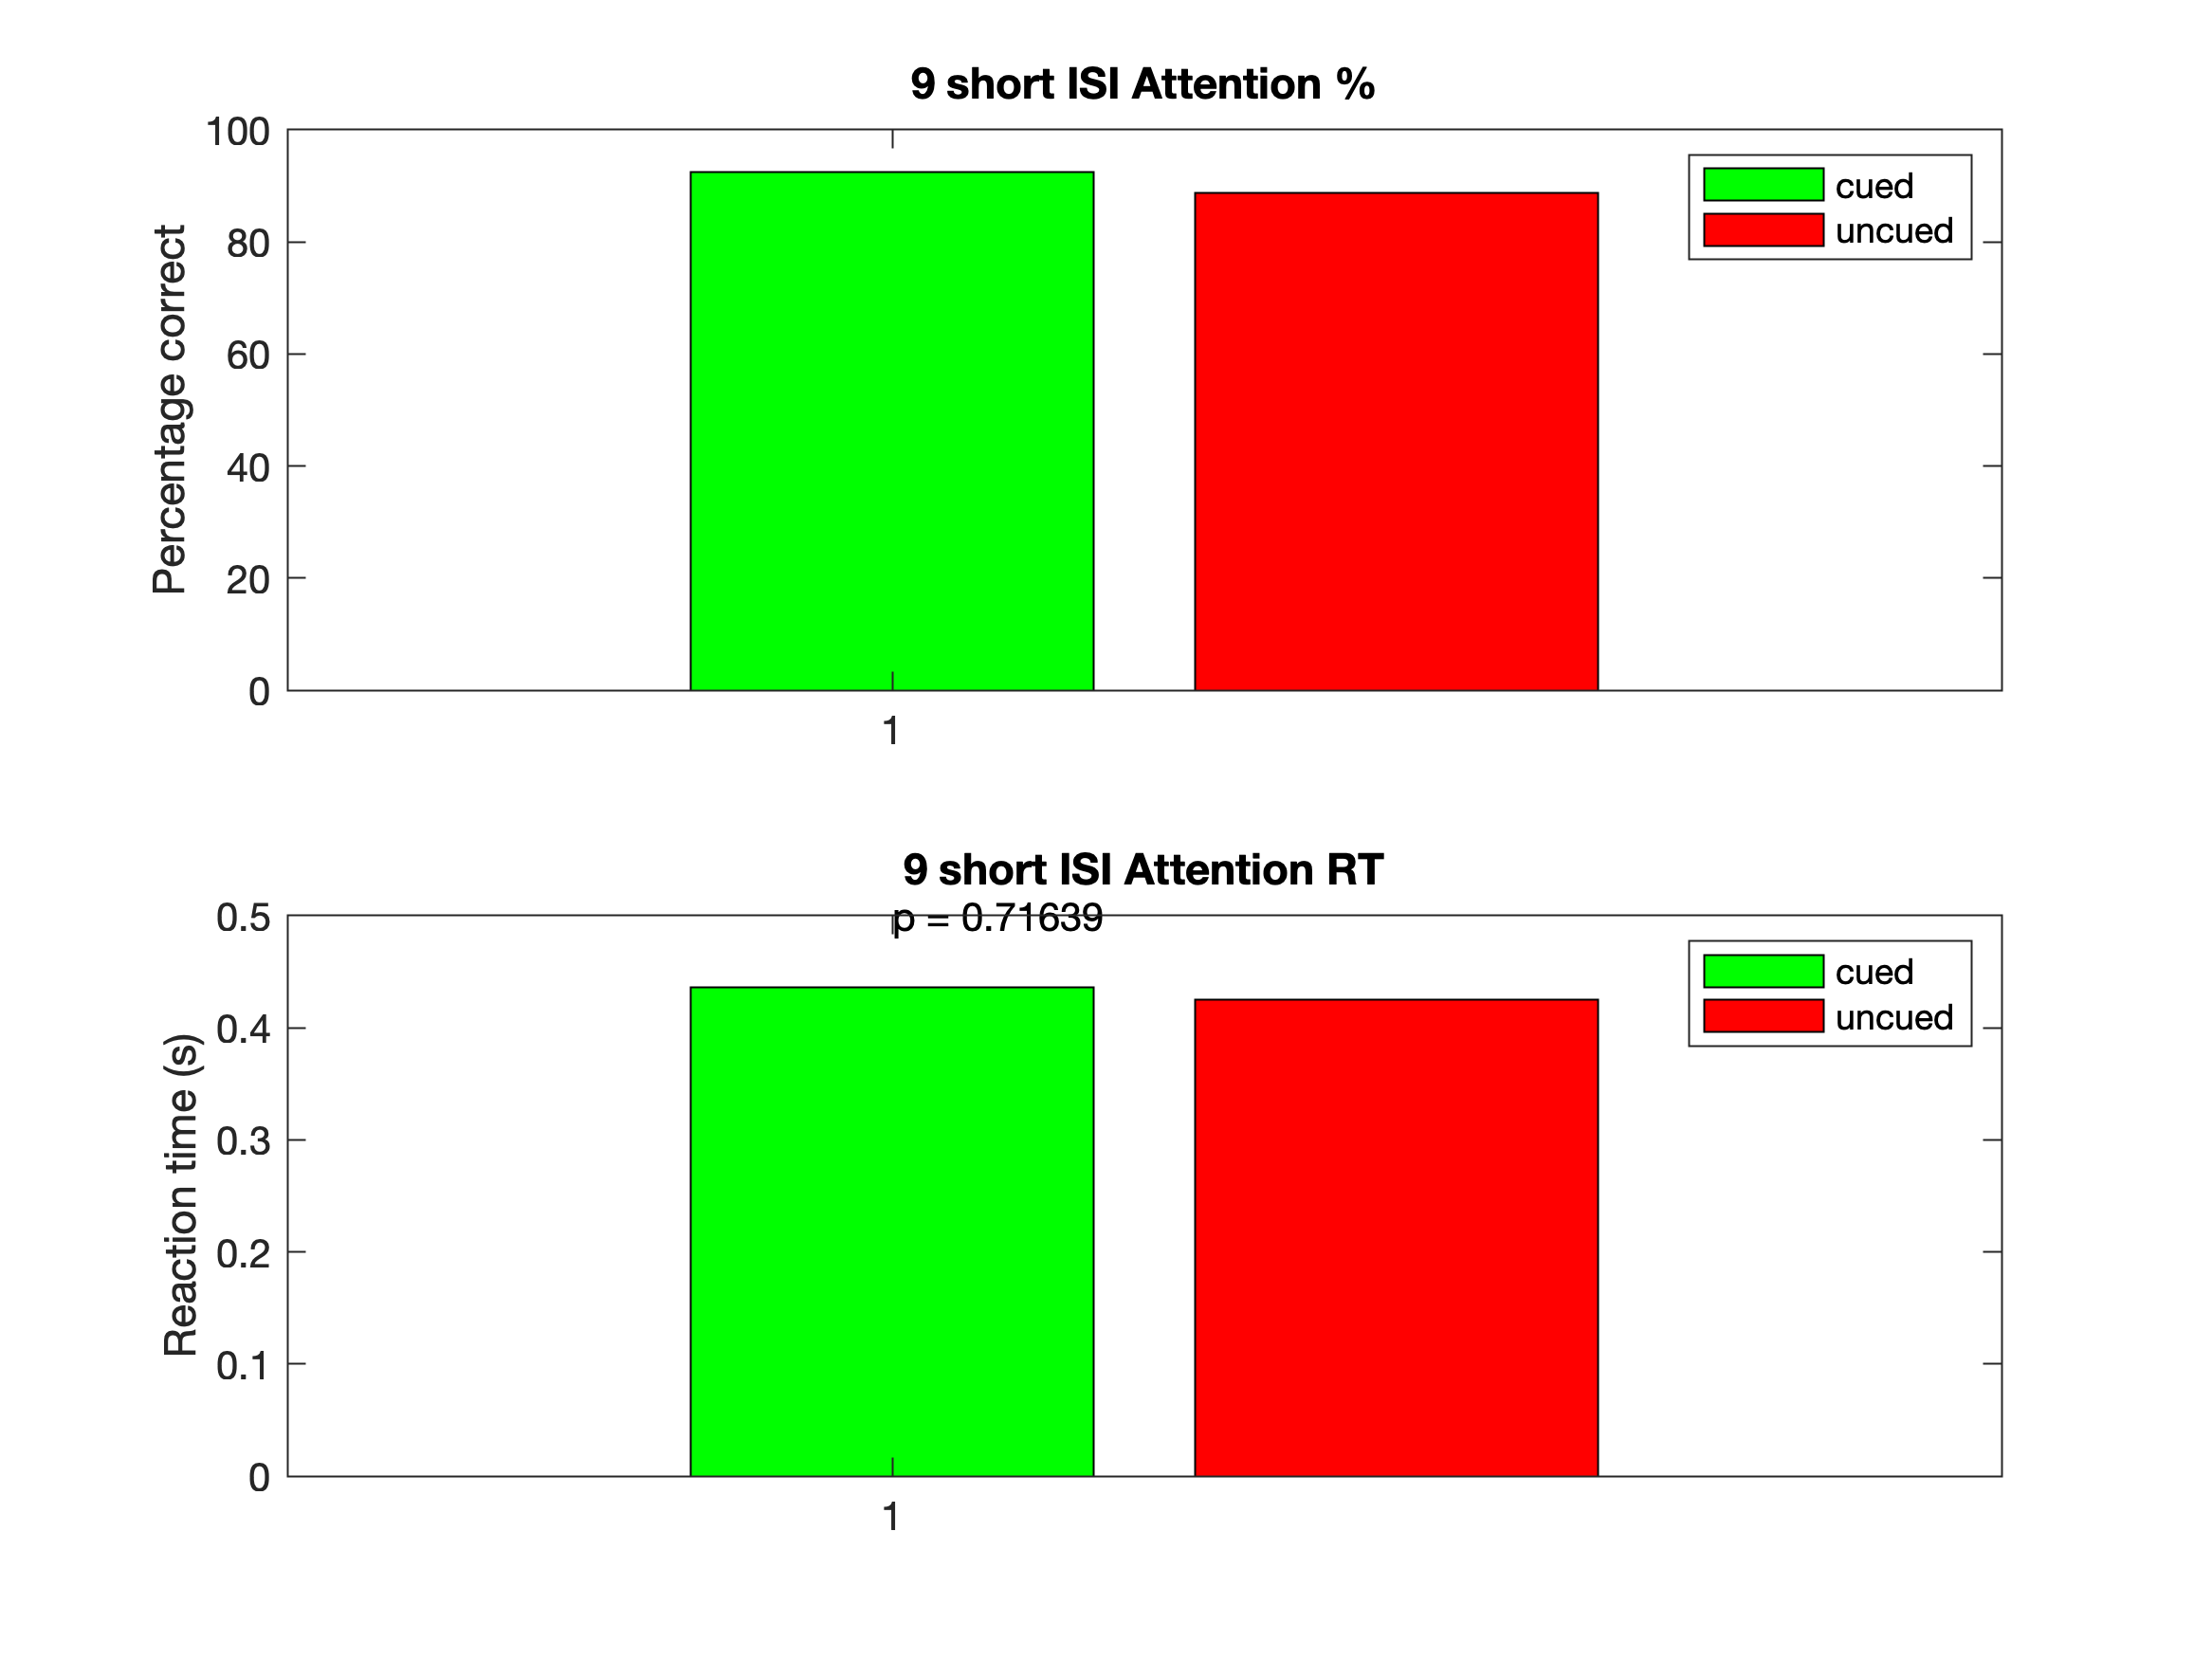 9 short ISI Attention %
100
80
60
40
20
0
Percentage correct
cued
uncued
1
9 short ISI Attention RT
p = 0.71639
0.5
0.4
0.3
0.2
0.1
0
Reaction time (s)
cued
uncued
1